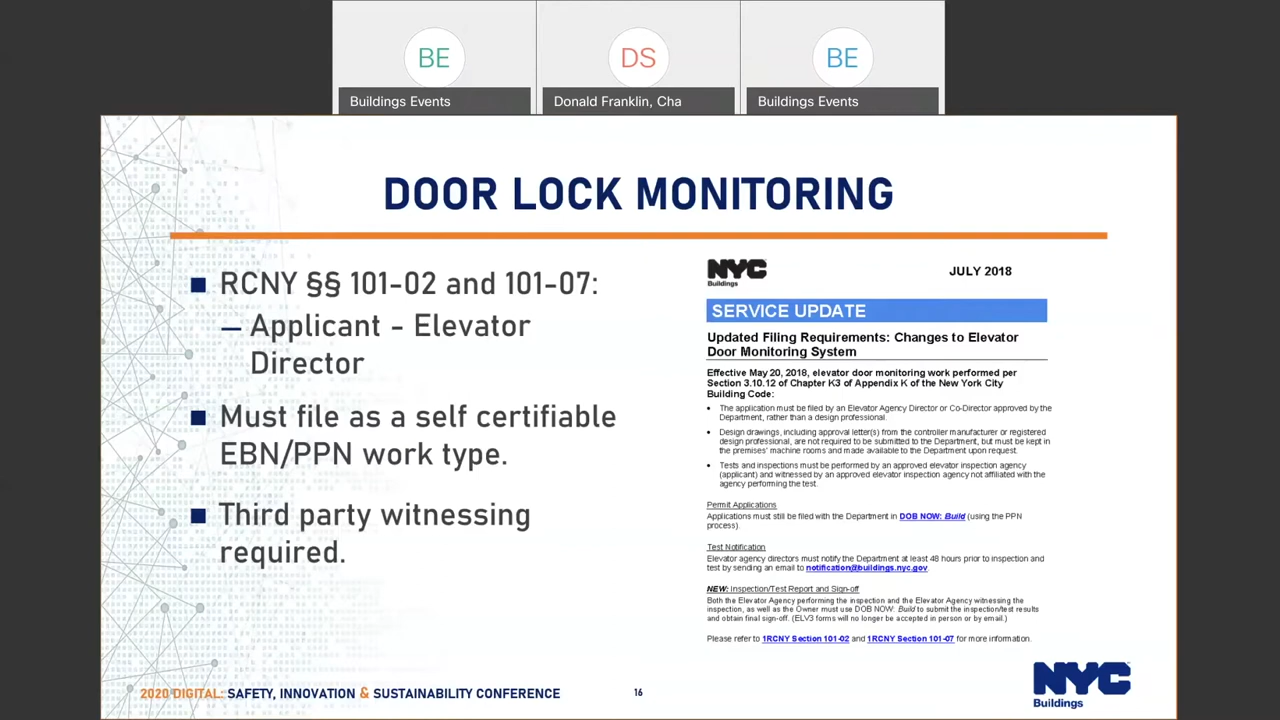 BE
DS
BE
Buildings Events
Donald Franklin, Cha
Buildings Events
DOOR LOCK MONITORING
■ RCNY §§ 101-02 and 101-07:
– Applicant - Elevator
Director
■ Must file as a self certifiable
EBN/PPN work type.
■ Third party witnessing
required.
NYC
Buildings
JULY 2018
SERVICE UPDATE
Updated Filing Requirements: Changes to Elevator
Door Monitoring System
Effective May 20, 2018, elevator door monitoring work performed per
Section 3.10.12 of Chapter K3 of Appendix K of the New York City
Building Code:
• The application must be filed by an Elevator Agency Director or Co-Director approved by the
Department, rather than a design professional.
• Design drawings, including approval letter(s) from the controller manufacturer or registered
design professional, are not required to be submitted to the Department, but must be kept in
the premises' machine rooms and made available to the Department upon request.
• Tests and inspections must be performed by an approved elevator inspection agency
(applicant) and witnessed by an approved elevator inspection agency not affiliated with the
agency performing the test.
Permit Applications
Applications must still be filed with the Department in DOB NOW: Build (using the PPN
process).
Test Notification
Elevator agency directors must notify the Department at least 48 hours prior to inspection and
test by sending an email to notification@buildings.nyc.gov.
NEW: Inspection/Test Report and Sign-off
Both the Elevator Agency performing the inspection and the Elevator Agency witnessing the
inspection, as well as the Owner must use DOB NOW: Build to submit the inspection/test results
and obtain final sign-off. (ELV3 forms will no longer be accepted in person or by email.)
Please refer to 1RCNY Section 101-02 and 1RCNY Section 101-07 for more information.
2020 DIGITAL: SAFETY, INNOVATION & SUSTAINABILITY CONFERENCE
16
NYC
Buildings